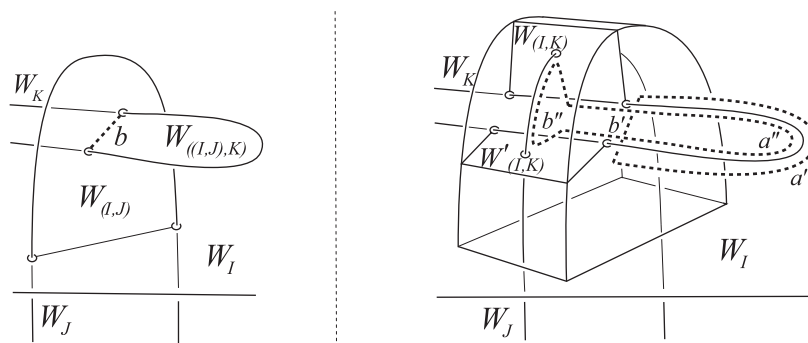 W_K
b
W_{((I,J),K)}
W_{(I,J)}
W_I
W_J
W_{(I,K)}
W_K
b''
b'
a''
a'
W'_{(I,K)}
W_I
W_J